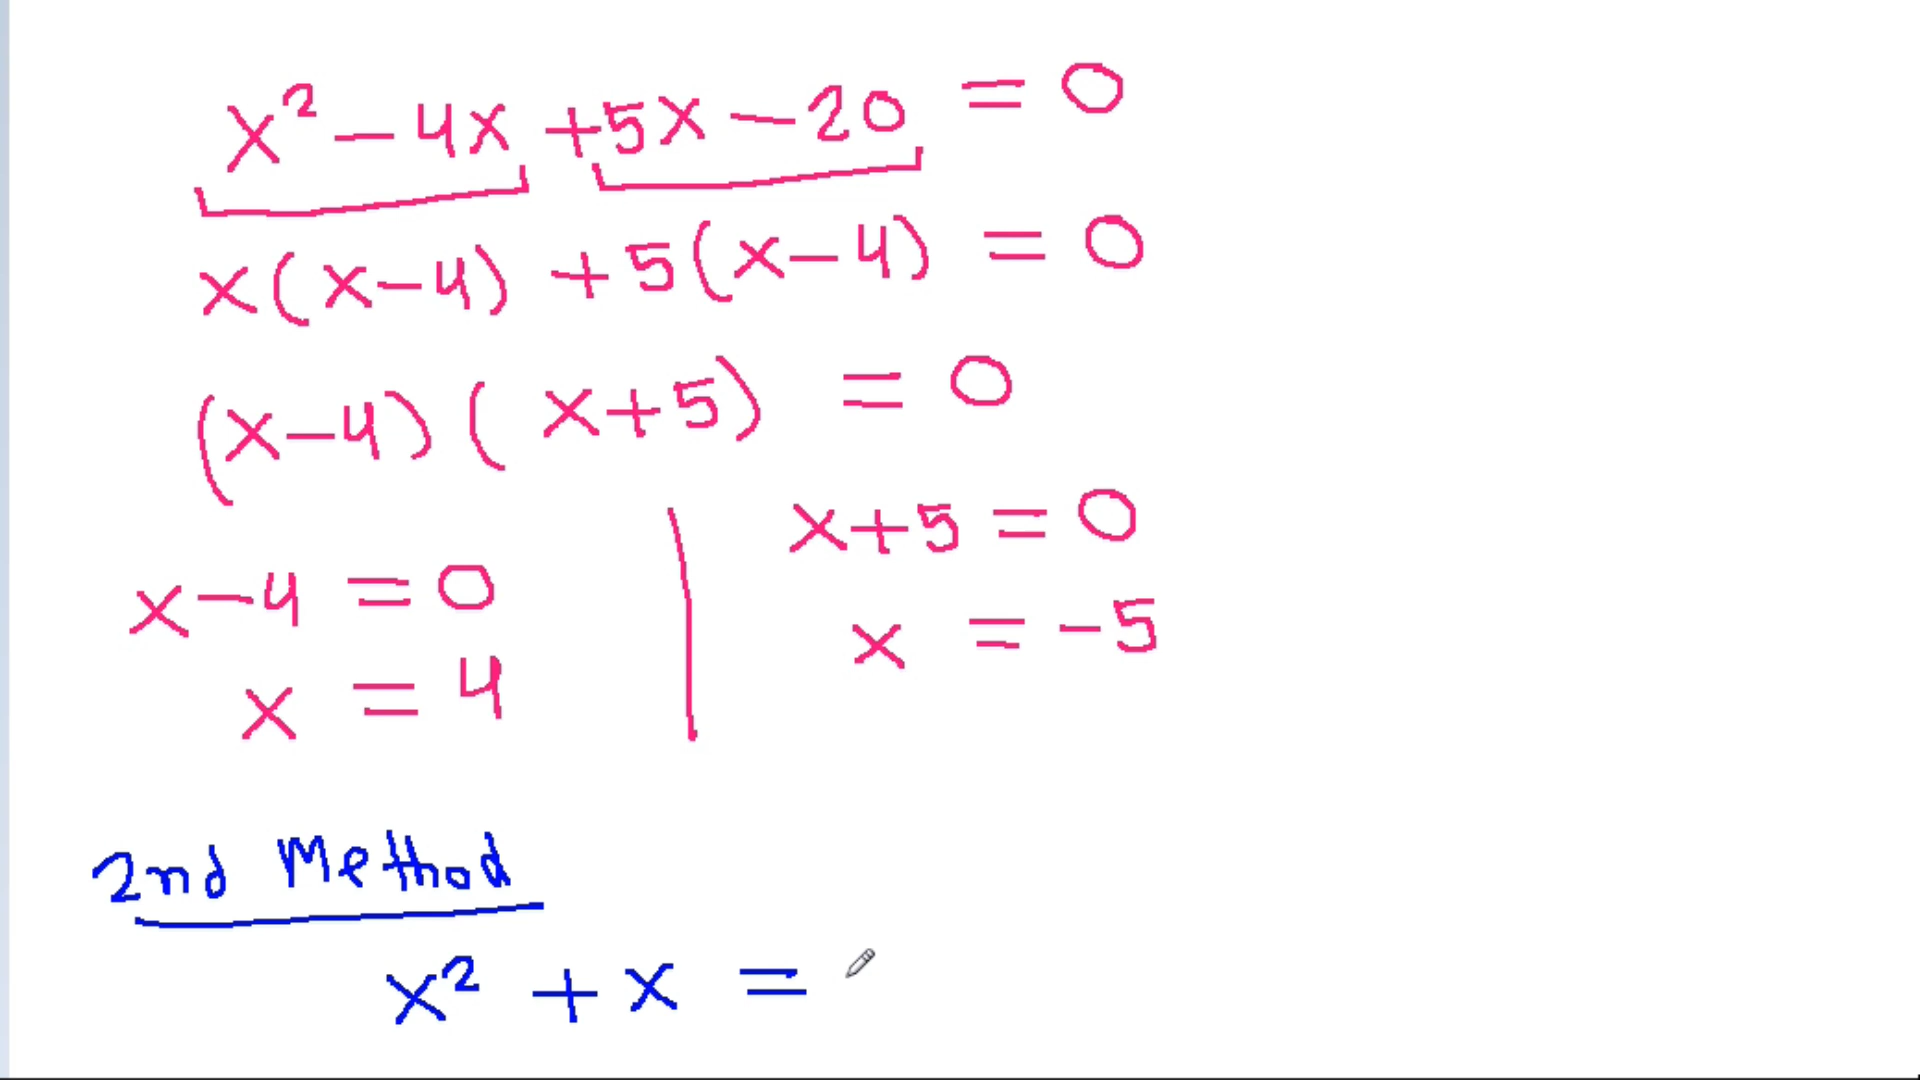 x² - 4x + 5x - 20 = 0
x(x-4) + 5(x-4) = 0
(x-4)(x+5) = 0
x-4 = 0
x = 4
x+5 = 0
x = -5
2nd Method
x² + x =